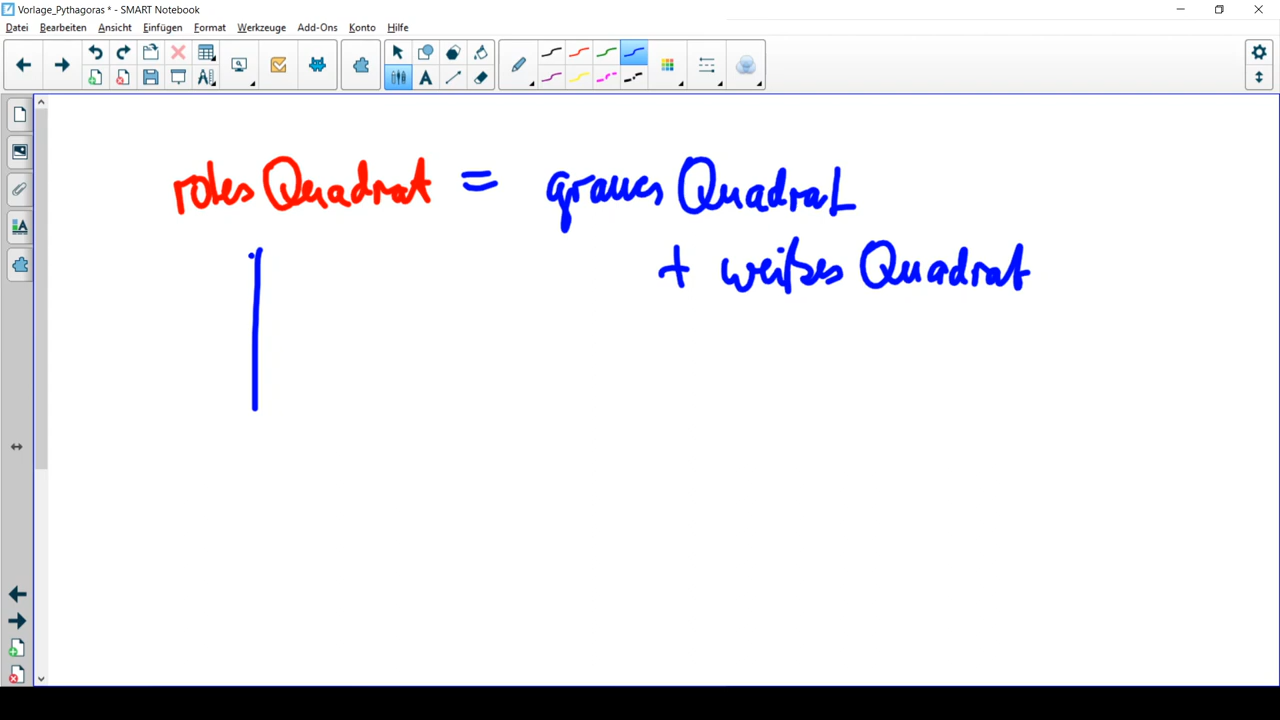 Vorlage_Pythagoras * - SMART Notebook
Datei Bearbeiten Ansicht Einfügen Format Werkzeuge Add-Ons Konto Hilfe
rotes Quadrat = graues Quadrat
+ weißes Quadrat